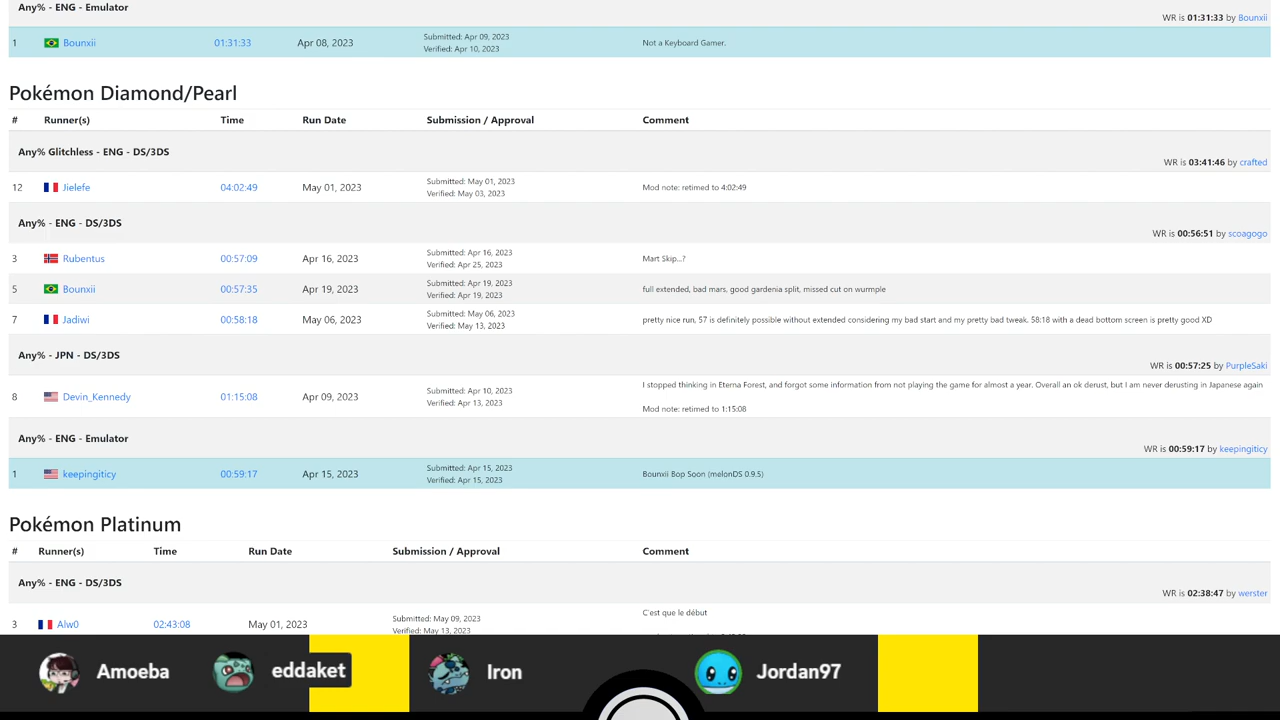 Any% - ENG - Emulator
WR is 01:31:33 by Bounxii
1 Bounxii 01:31:33 Apr 08, 2023 Submitted: Apr 09, 2023 Not a Keyboard Gamer.
Verified: Apr 10, 2023
Pokémon Diamond/Pearl
# Runner(s) Time Run Date Submission / Approval Comment
Any% Glitchless - ENG - DS/3DS
WR is 03:41:46 by crafted
12 Jielefe 04:02:49 May 01, 2023 Submitted: May 01, 2023 Mod note: retimed to 4:02:49
Verified: May 03, 2023
Any% - ENG - DS/3DS
WR is 00:56:51 by scoagogo
3 Rubentus 00:57:09 Apr 16, 2023 Submitted: Apr 16, 2023 Mart Skip...?
Verified: Apr 25, 2023
5 Bounxii 00:57:35 Apr 19, 2023 Submitted: Apr 19, 2023 full extended, bad mars, good gardenia split, missed cut on wurmple
Verified: Apr 19, 2023
7 Jadiwi 00:58:18 May 06, 2023 Submitted: May 06, 2023 pretty nice run, 57 is definitely possible without extended considering my bad start and my pretty bad tweak. 58:18 with a dead bottom screen is pretty good XD
Verified: May 13, 2023
Any% - JPN - DS/3DS
WR is 00:57:25 by PurpleSaki
8 Devin_Kennedy 01:15:08 Apr 09, 2023 Submitted: Apr 10, 2023 I stopped thinking in Eterna Forest, and forgot some information from not playing the game for almost a year. Overall an ok derust, but I am never derusting in Japanese again
Verified: Apr 13, 2023
Mod note: retimed to 1:15:08
Any% - ENG - Emulator
WR is 00:59:17 by keepingiticy
1 keepingiticy 00:59:17 Apr 15, 2023 Submitted: Apr 15, 2023 Bounxii Bop Soon (melonDS 0.9.5)
Verified: Apr 15, 2023
Pokémon Platinum
# Runner(s) Time Run Date Submission / Approval Comment
Any% - ENG - DS/3DS
WR is 02:38:47 by werster
3 Alw0 02:43:08 May 01, 2023 Submitted: May 09, 2023 C'est que le début
Verified: May 13, 2023
Amoeba eddaket Iron Jordan97